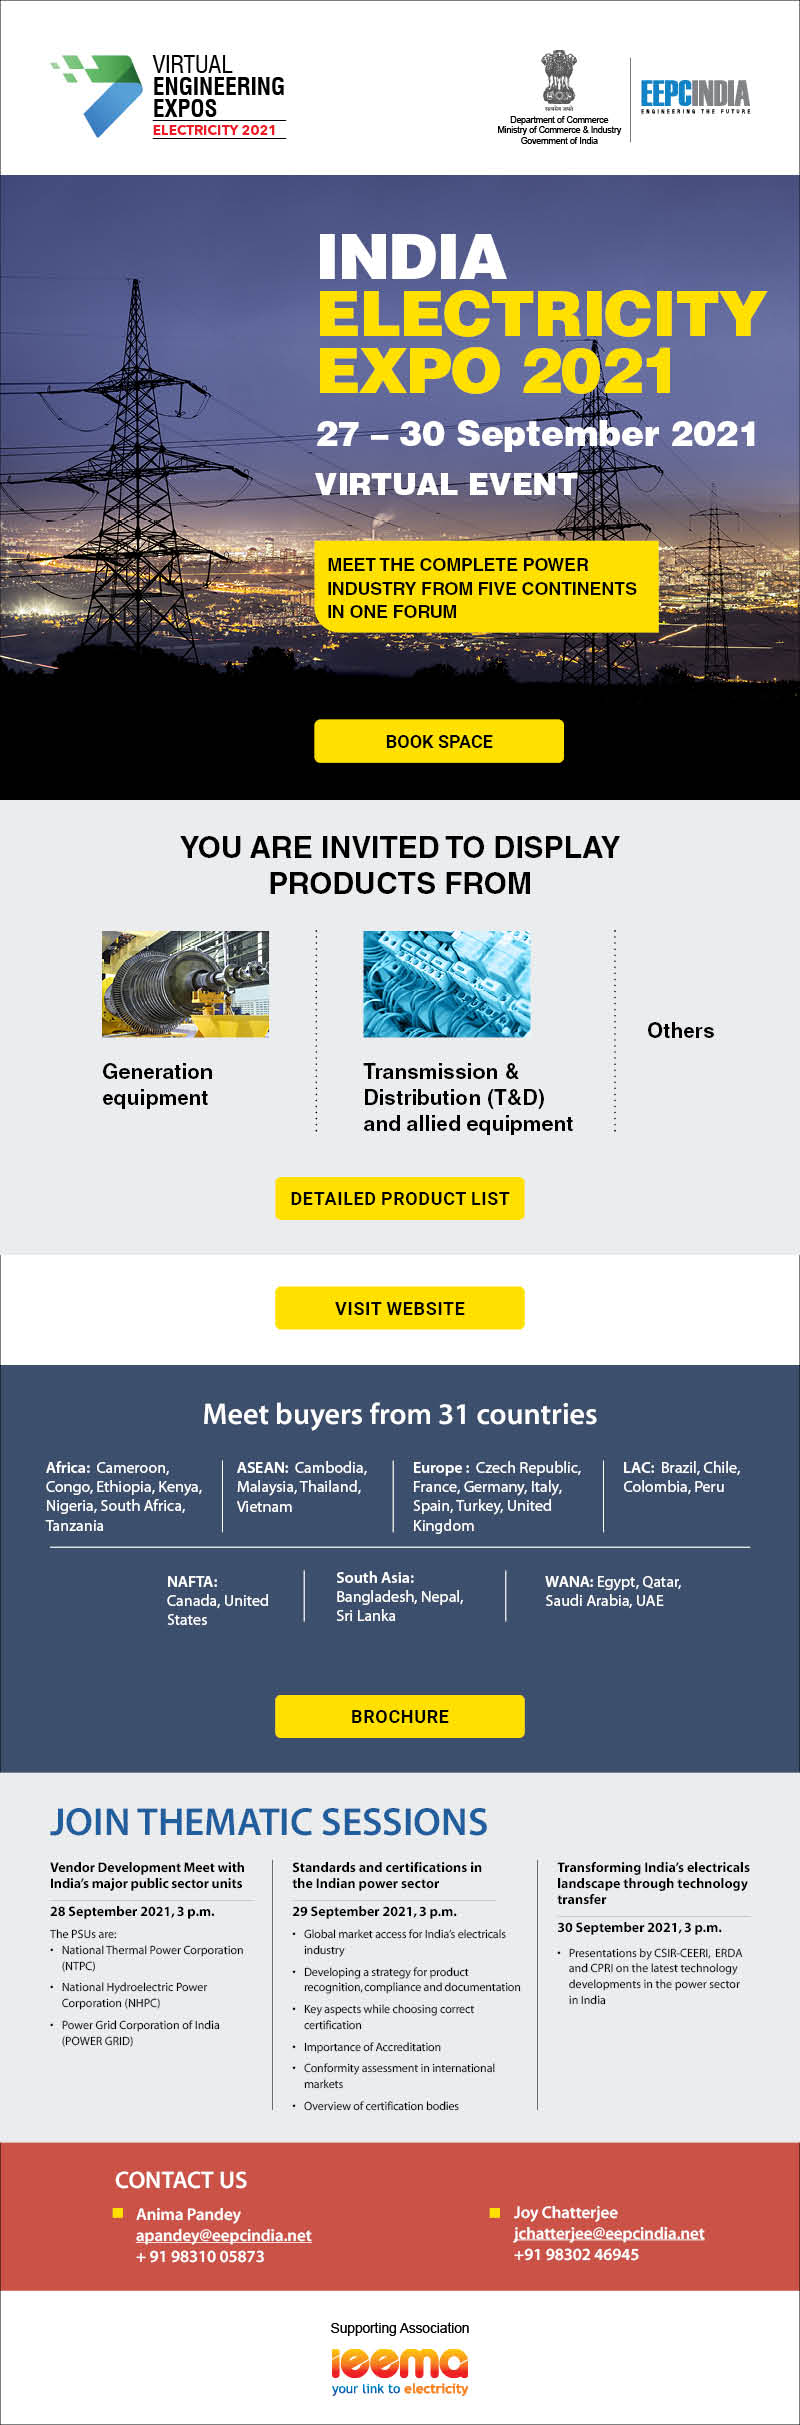 VIRTUAL
ENGINEERING
EXPOS
ELECTRICITY 2021
सत्यमेव जयते
Department of Commerce
Ministry of Commerce & Industry
Government of India
EEPCINDIA
ENGINEERING THE FUTURE
INDIA
ELECTRICITY
EXPO 2021
27 – 30 September 2021
VIRTUAL EVENT
MEET THE COMPLETE POWER
INDUSTRY FROM FIVE CONTINENTS
IN ONE FORUM
BOOK SPACE
YOU ARE INVITED TO DISPLAY
PRODUCTS FROM
Generation
equipment
Transmission &
Distribution (T&D)
and allied equipment
Others
DETAILED PRODUCT LIST
VISIT WEBSITE
Meet buyers from 31 countries
Africa: Cameroon,
Congo, Ethiopia, Kenya,
Nigeria, South Africa,
Tanzania
ASEAN: Cambodia,
Malaysia, Thailand,
Vietnam
Europe : Czech Republic,
France, Germany, Italy,
Spain, Turkey, United
Kingdom
LAC: Brazil, Chile,
Colombia, Peru
NAFTA:
Canada, United
States
South Asia:
Bangladesh, Nepal,
Sri Lanka
WANA: Egypt, Qatar,
Saudi Arabia, UAE
BROCHURE
JOIN THEMATIC SESSIONS
Vendor Development Meet with
India's major public sector units
28 September 2021, 3 p.m.
The PSUs are:
• National Thermal Power Corporation
(NTPC)
• National Hydroelectric Power
Corporation (NHPC)
• Power Grid Corporation of India
(POWER GRID)
Standards and certifications in
the Indian power sector
29 September 2021, 3 p.m.
• Global market access for India's electricals
industry
• Developing a strategy for product
recognition, compliance and documentation
• Key aspects while choosing correct
certification
• Importance of Accreditation
• Conformity assessment in international
markets
• Overview of certification bodies
Transforming India's electricals
landscape through technology
transfer
30 September 2021, 3 p.m.
• Presentations by CSIR-CEERI, ERDA
and CPRI on the latest technology
developments in the power sector
in India
CONTACT US
Anima Pandey
apandey@eepcindia.net
+ 91 98310 05873
Joy Chatterjee
jchatterjee@eepcindia.net
+91 98302 46945
Supporting Association
ieema
your link to electricity